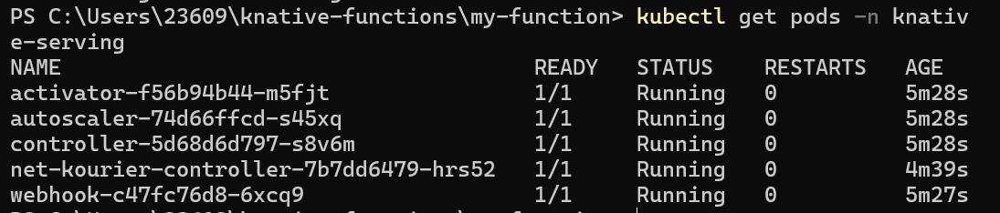 PS C:\Users\23609\knative-functions\my-function> kubectl get pods -n knativ
e-serving
NAME READY STATUS RESTARTS AGE
activator-f56b94b44-m5fjt 1/1 Running 0 5m28s
autoscaler-74d66ffcd-s45xq 1/1 Running 0 5m28s
controller-5d68d6d797-s8v6m 1/1 Running 0 5m28s
net-kourier-controller-7b7dd6479-hrs52 1/1 Running 0 4m39s
webhook-c47fc76d8-6xcq9 1/1 Running 0 5m27s